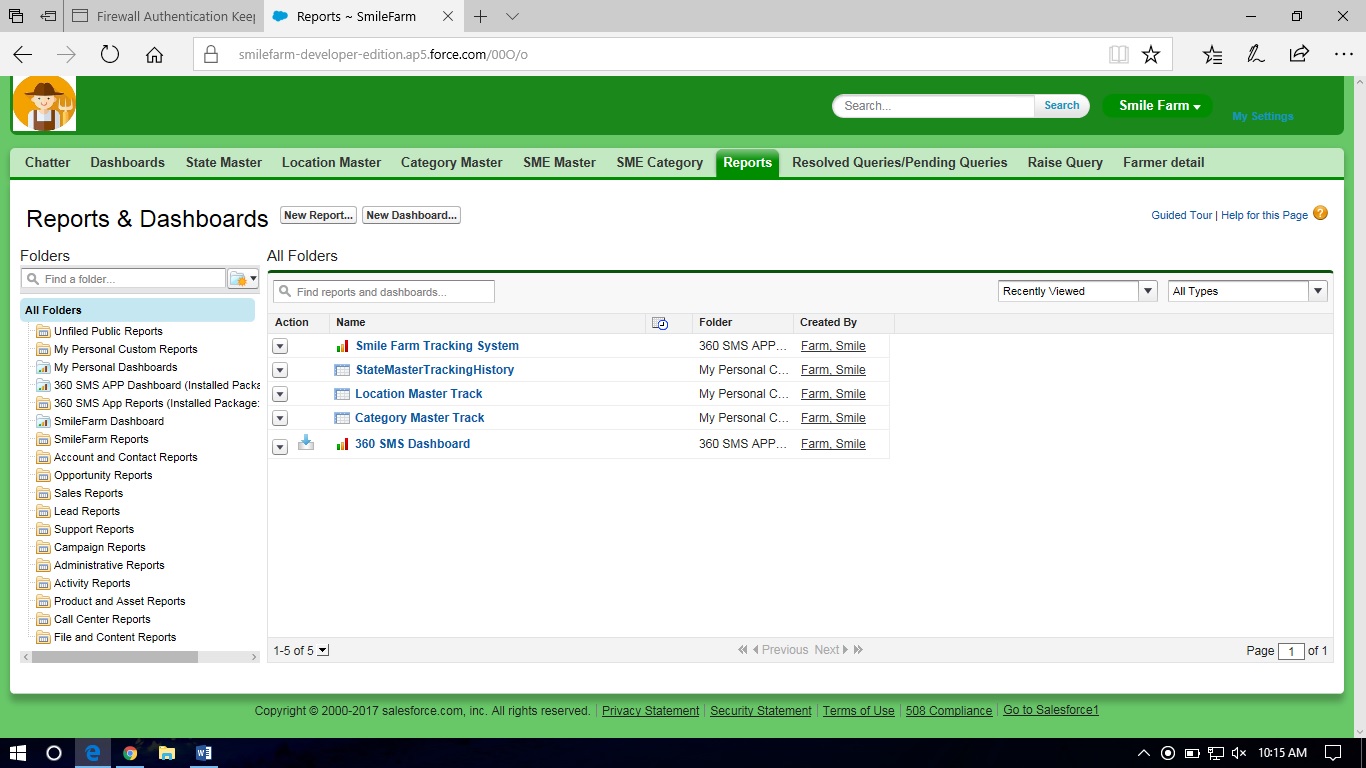 Firewall Authentication Kee
Reports ~ SmileFarm
smilefarm-developer-edition.ap5.force.com/00O/o
Search...
Search
Smile Farm
My Settings
Chatter Dashboards State Master Location Master Category Master SME Master SME Category Reports Resolved Queries/Pending Queries Raise Query Farmer detail
Reports & Dashboards
New Report...
New Dashboard...
Guided Tour | Help for this Page
Folders
Find a folder...
All Folders
Unfiled Public Reports
My Personal Custom Reports
My Personal Dashboards
360 SMS APP Dashboard (Installed Packa
360 SMS App Reports (Installed Package:
SmileFarm Dashboard
SmileFarm Reports
Account and Contact Reports
Opportunity Reports
Sales Reports
Lead Reports
Support Reports
Campaign Reports
Administrative Reports
Activity Reports
Product and Asset Reports
Call Center Reports
File and Content Reports
All Folders
Find reports and dashboards...
Recently Viewed
All Types
Action Name Folder Created By
Smile Farm Tracking System 360 SMS APP... Farm, Smile
StateMasterTrackingHistory My Personal C... Farm, Smile
Location Master Track My Personal C... Farm, Smile
Category Master Track My Personal C... Farm, Smile
360 SMS Dashboard 360 SMS APP... Farm, Smile
1-5 of 5
Previous Next
Page 1 of 1
Copyright © 2000-2017 salesforce.com, inc. All rights reserved. | Privacy Statement | Security Statement | Terms of Use | 508 Compliance | Go to Salesforce1
10:15 AM